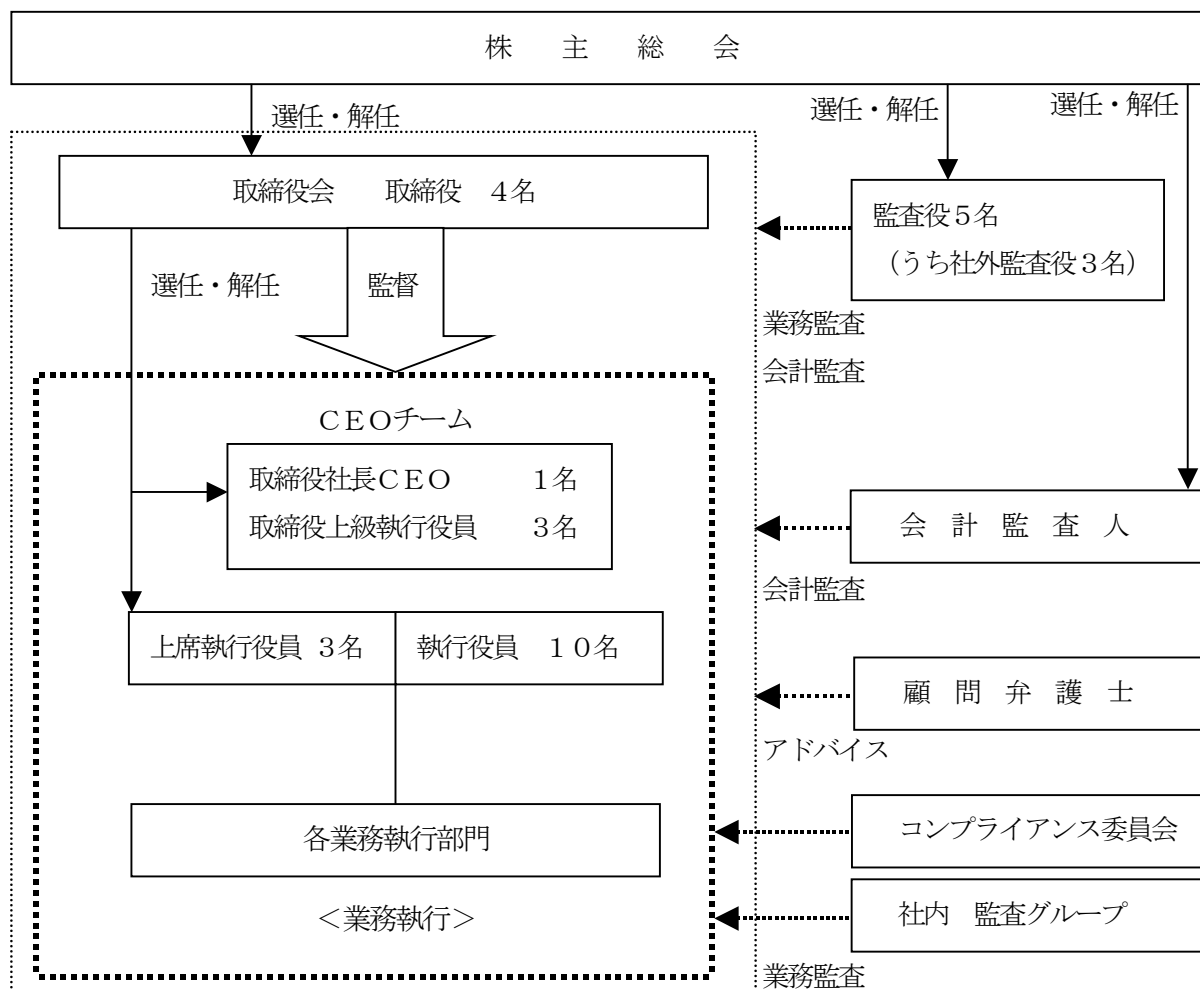 株　主　総　会
選任・解任
選任・解任
選任・解任
取締役会　取締役　４名
監査役５名
（うち社外監査役３名）
選任・解任
監督
業務監査
会計監査
ＣＥＯチーム
取締役社長ＣＥＯ　１名
取締役上級執行役員　３名
会　計　監　査　人
会計監査
上席執行役員 ３名
執行役員　１０名
顧　問　弁　護　士
アドバイス
各業務執行部門
コンプライアンス委員会
＜業務執行＞
社内　監査グループ
業務監査